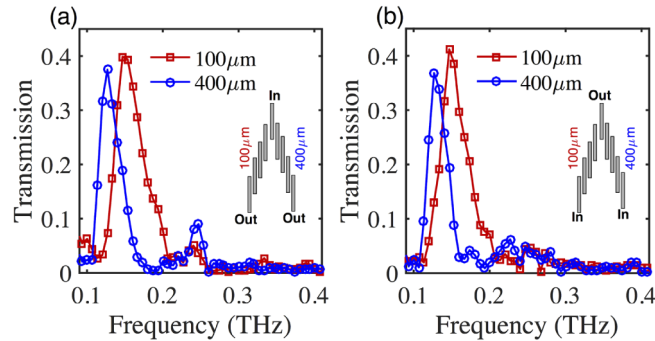 (a)
(b)
0.4
0.3
0.2
0.1
0
Transmission
100μm
400μm
In
100μm
400μm
Out
Out
0.1
0.2
0.3
0.4
Frequency (THz)
0.4
0.3
0.2
0.1
0
Transmission
100μm
400μm
Out
100μm
400μm
In
In
0.1
0.2
0.3
0.4
Frequency (THz)